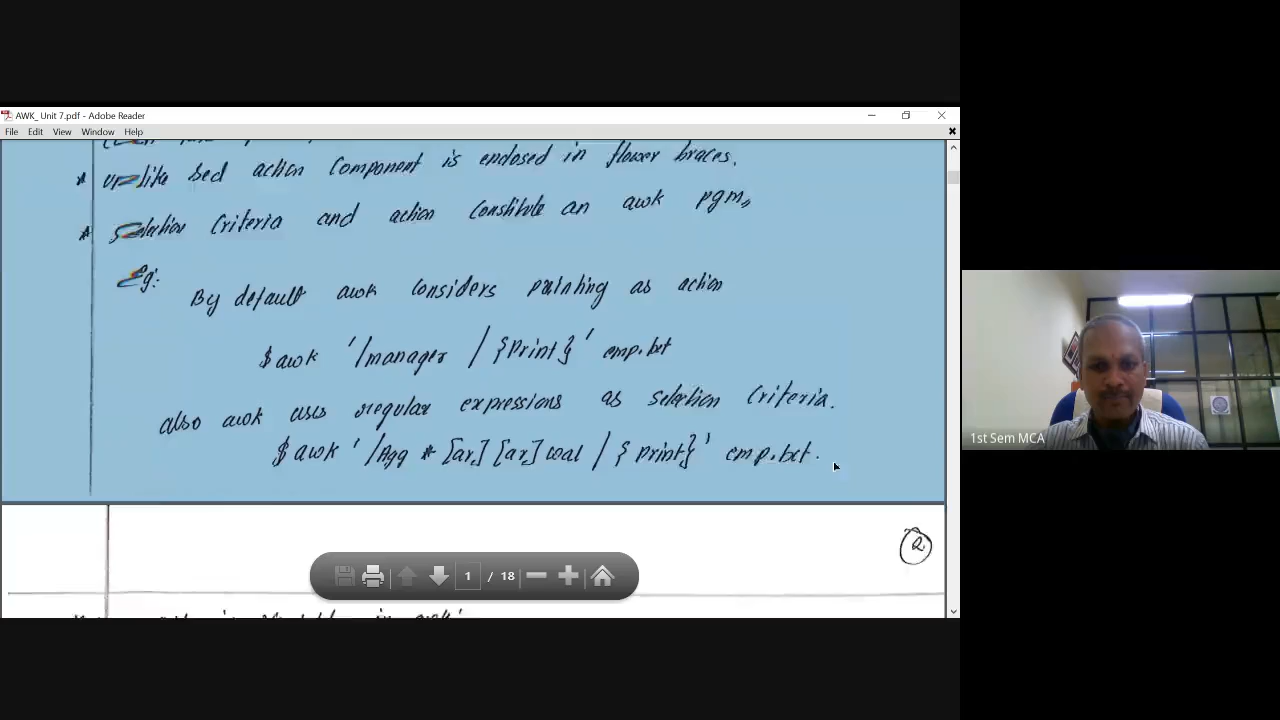 AWK_ Unit 7.pdf - Adobe Reader
File Edit View Window Help
* unlike sed action Component is enclosed in flower braces.
* Selection Criteria and action Constitute an awk pgm,,
Eg:
By default awk considers printing as action
$ awk '/manager /{Print}' emp.txt
also awk uses regular expressions as selection Criteria.
$ awk '/Agg * [ar] [ar] wal / { print}' emp.txt.
2
1 / 18
1st Sem MCA